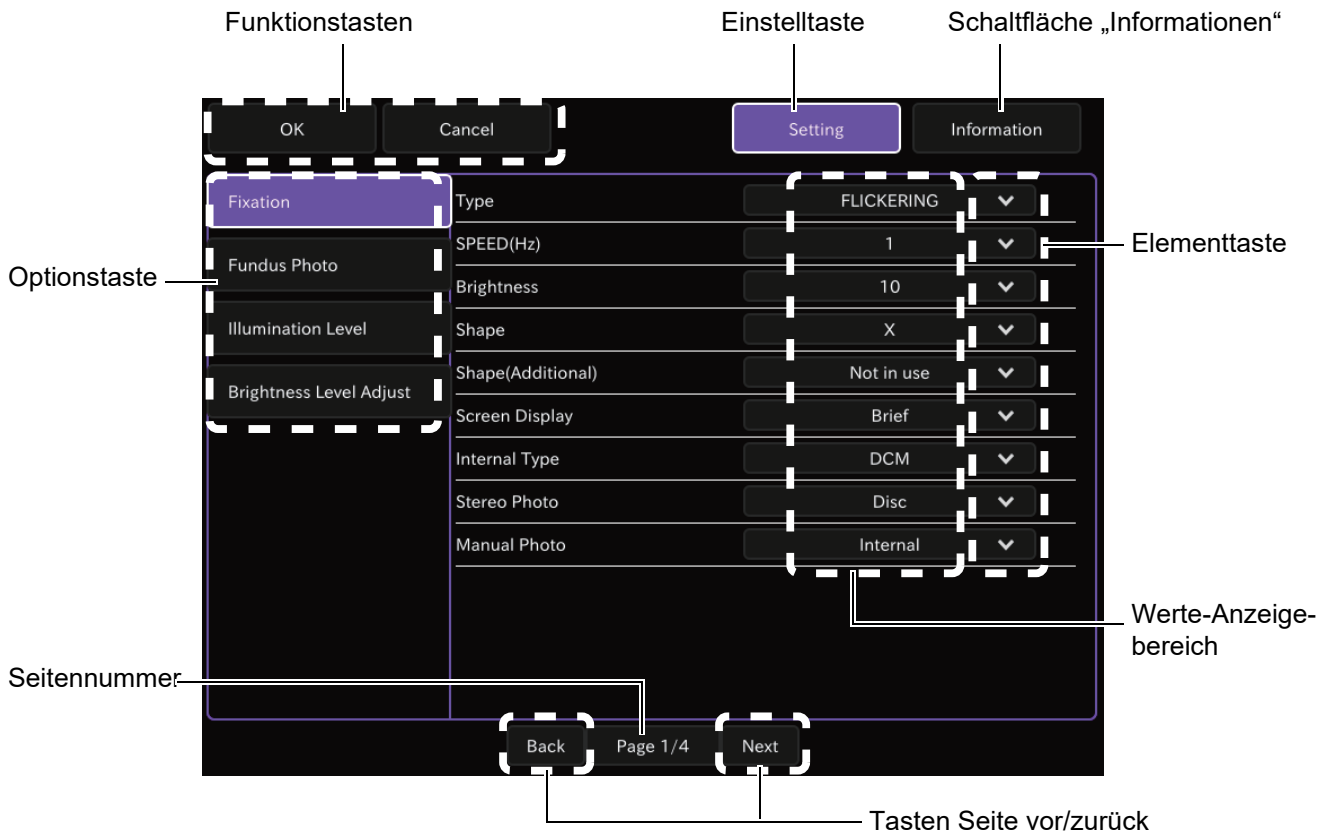 Funktionstasten
Einstelltaste
Schaltfläche „Informationen“
OK
Cancel
Setting
Information
Optionstaste
Fixation
Fundus Photo
Illumination Level
Brightness Level Adjust
Type FLICKERING
SPEED(Hz) 1
Brightness 10
Shape X
Shape(Additional) Not in use
Screen Display Brief
Internal Type DCM
Stereo Photo Disc
Manual Photo Internal
Elementtaste
Werte-Anzeige-
bereich
Seitennummer
Back
Page 1/4
Next
Tasten Seite vor/zurück